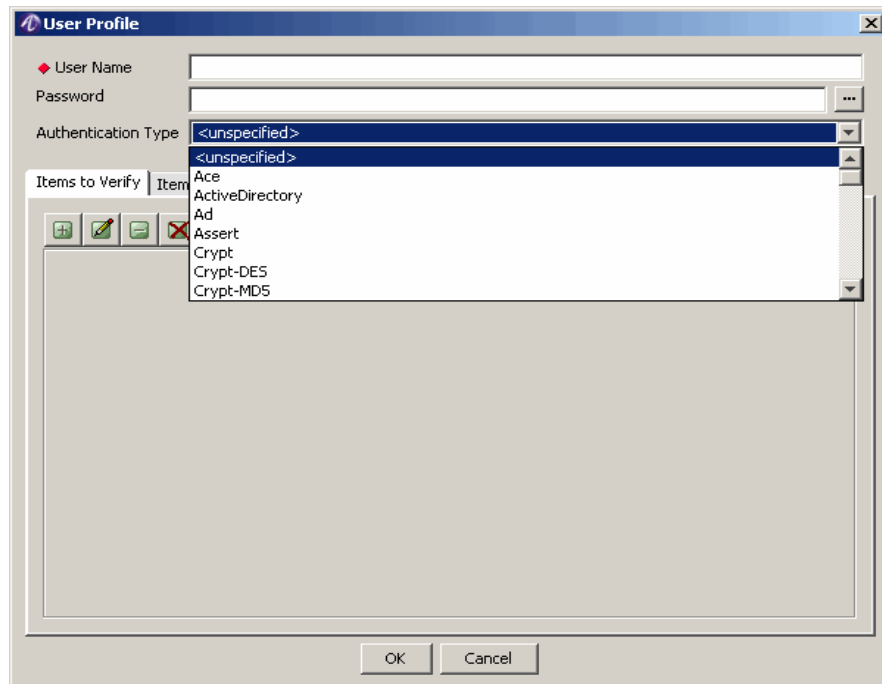 User Profile
User Name
Password
...
Authentication Type <unspecified>
<unspecified>
Ace
ActiveDirectory
Ad
Assert
Crypt
Crypt-DES
Crypt-MD5
Items to Verify Item
OK Cancel